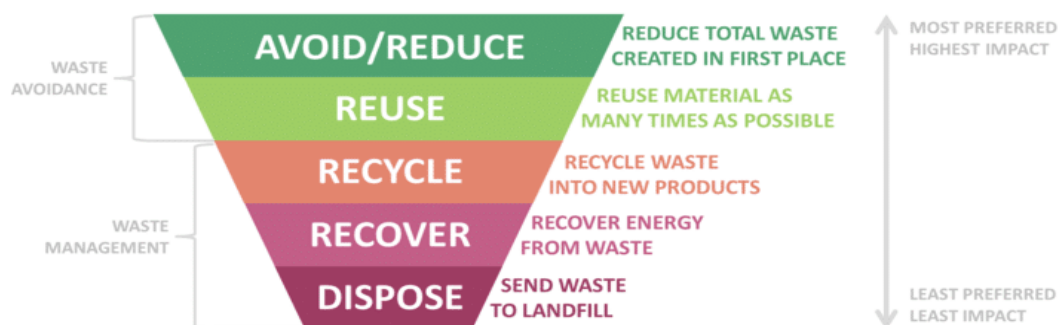 AVOID/REDUCE
REDUCE TOTAL WASTE
CREATED IN FIRST PLACE
MOST PREFERRED
HIGHEST IMPACT
WASTE
AVOIDANCE
REUSE
REUSE MATERIAL AS
MANY TIMES AS POSSIBLE
RECYCLE
RECYCLE WASTE
INTO NEW PRODUCTS
WASTE
MANAGEMENT
RECOVER
RECOVER ENERGY
FROM WASTE
DISPOSE
SEND WASTE
TO LANDFILL
LEAST PREFERRED
LEAST IMPACT